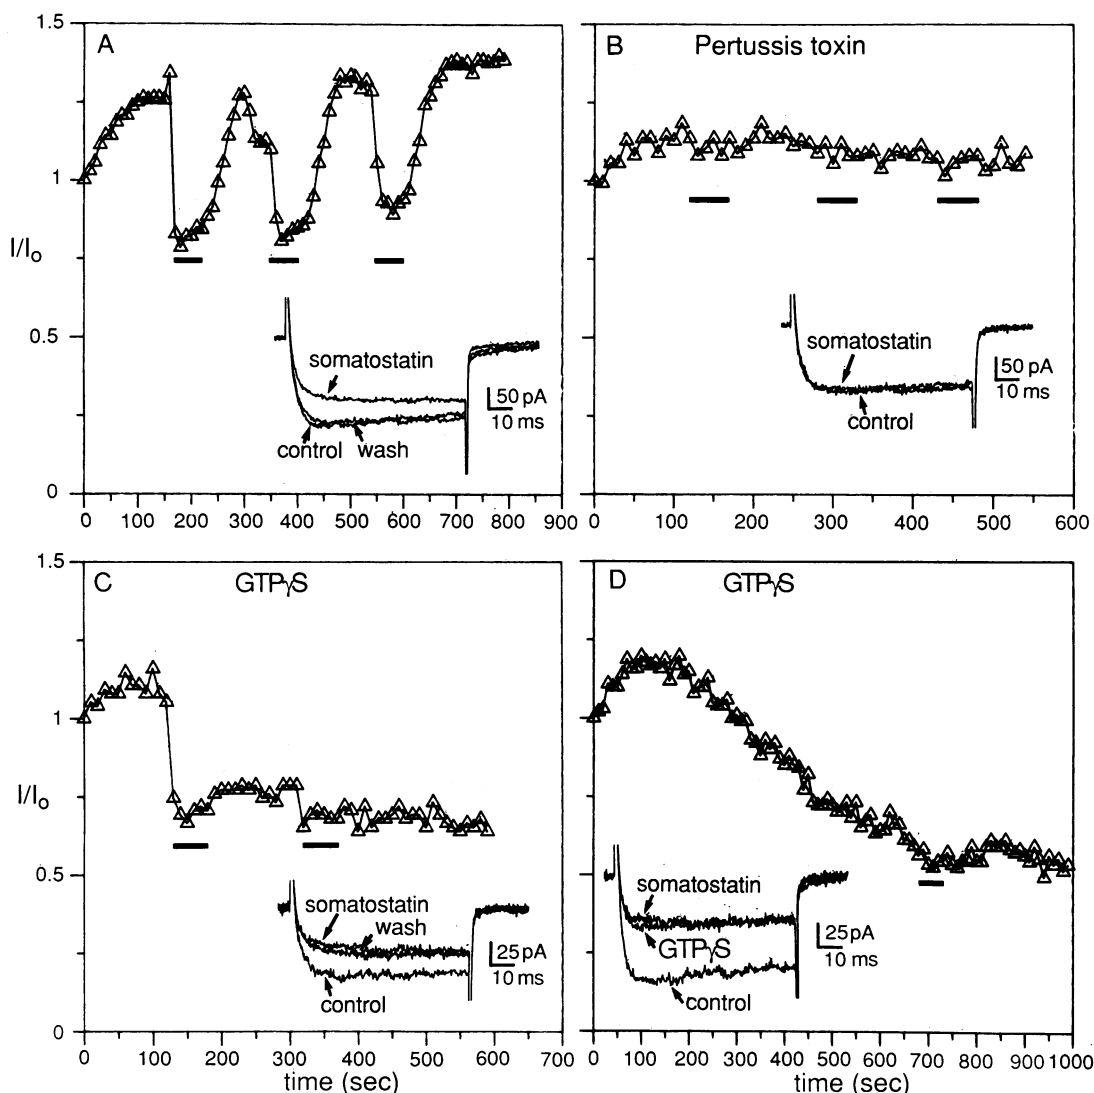 1.5
A
1
I/Io
0.5
0
somatostatin
control
wash
50 pA
10 ms
0 100 200 300 400 500 600 700 800 900
B
Pertussis toxin
somatostatin
control
50 pA
10 ms
0 100 200 300 400 500 600
1.5
C
GTPγS
1
I/Io
0.5
0
somatostatin
wash
control
25 pA
10 ms
0 100 200 300 400 500 600 700
time (sec)
D
GTPγS
somatostatin
GTPγS
control
25 pA
10 ms
0 100 200 300 400 500 600 700 800 900 1000
time (sec)